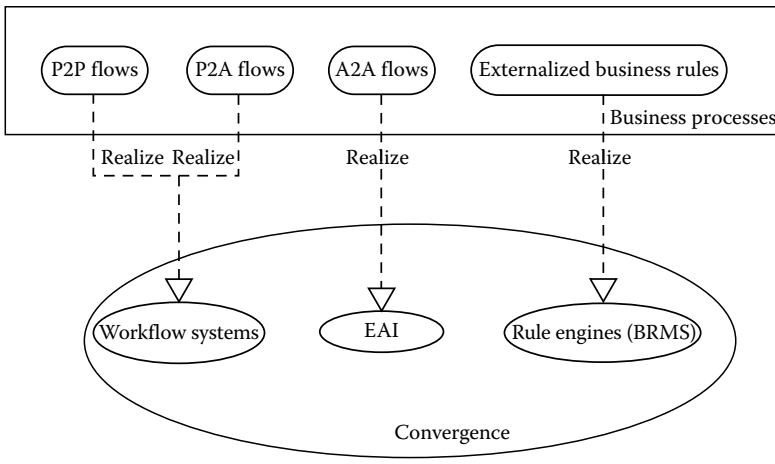 P2P flows
P2A flows
A2A flows
Externalized business rules
Business processes
Realize
Realize
Realize
Realize
Workflow systems
EAI
Rule engines (BRMS)
Convergence